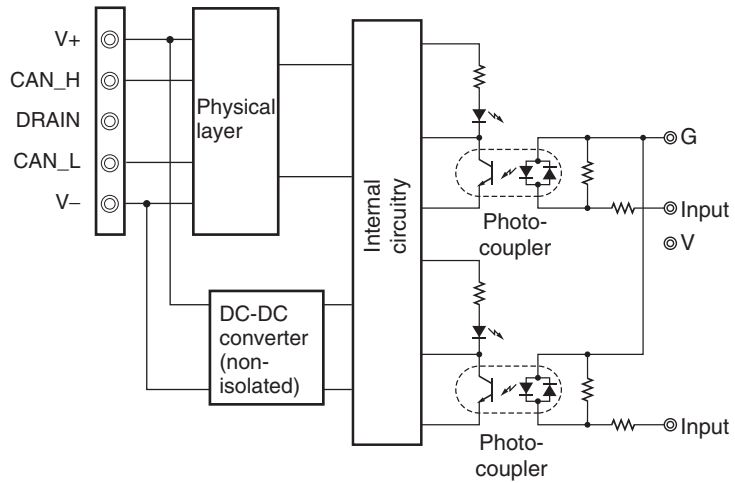 V+
CAN_H
DRAIN
CAN_L
V–
Physical
layer
DC-DC
converter
(non-
isolated)
Internal
circuitry
Photo-
coupler
G
Input
V
Photo-
coupler
Input